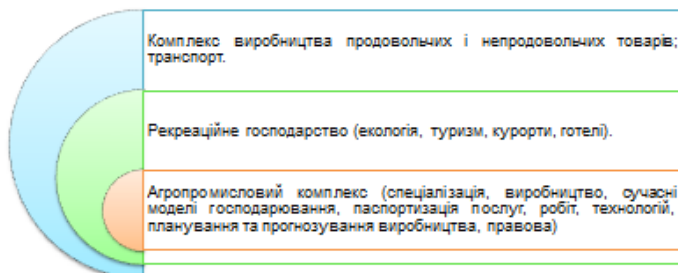 Комплекс виробництва продовольчих і непродовольчих товарів;
транспорт.
Рекреаційне господарство (екологія, туризм, курорти, готелі).
Агропромисловий комплекс (спеціалізація, виробництво, сучасні
моделі господарювання, паспортизація послуг, робіт, технологій,
планування та прогнозування виробництва, правова)